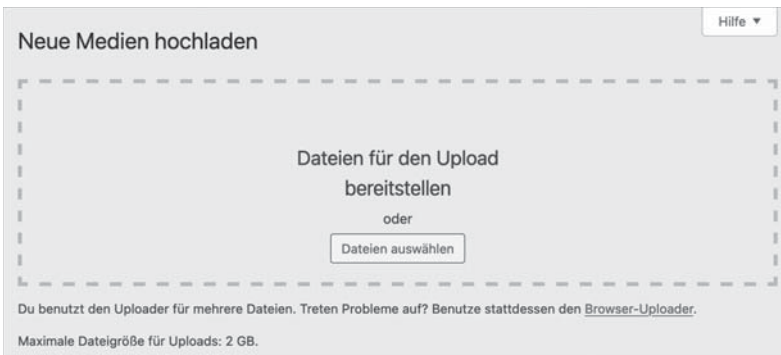 Hilfe ▼
Neue Medien hochladen
Dateien für den Upload
bereitstellen
oder
Dateien auswählen
Du benutzt den Uploader für mehrere Dateien. Treten Probleme auf? Benutze stattdessen den Browser-Uploader.
Maximale Dateigröße für Uploads: 2 GB.